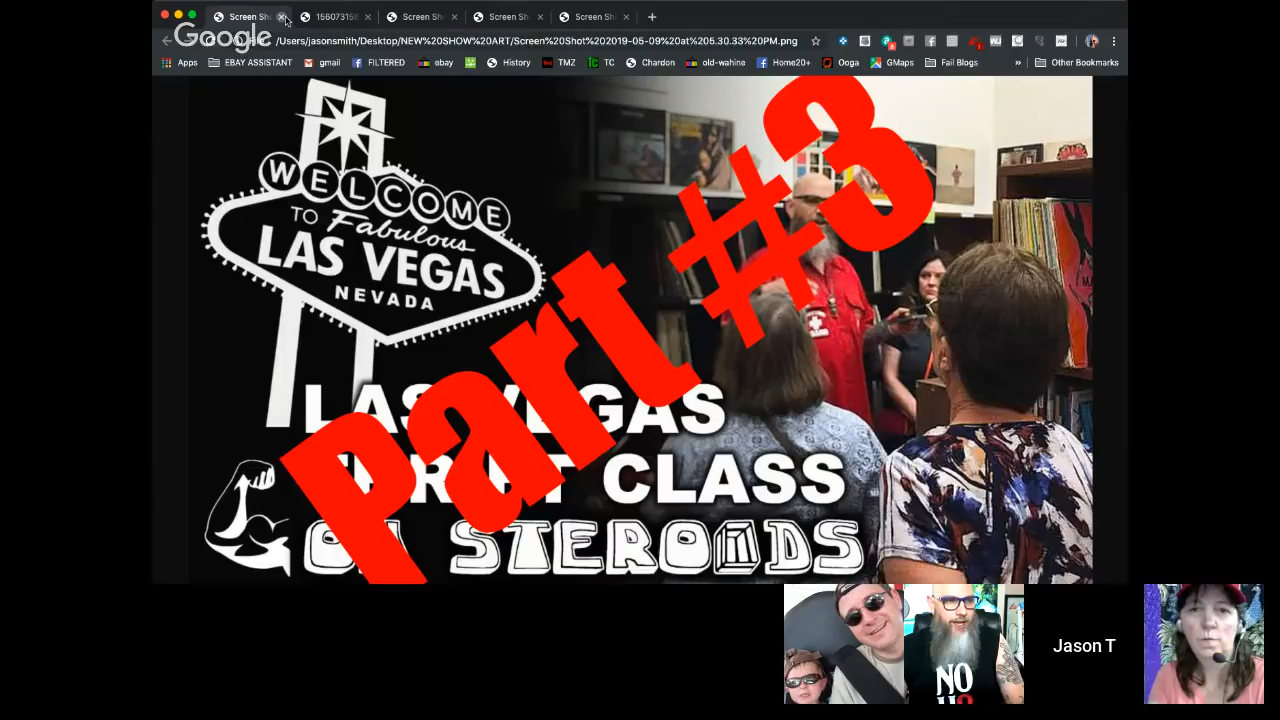 Screen Sh
156073158
Screen Sh
Screen Sh
Screen Sh
Google
/Users/jasonsmith/Desktop/NEW%20SHOW%20ART/Screen%20Shot%202019-05-09%20at%205.30.33%20PM.png
Apps
EBAY ASSISTANT
gmail
FILTERED
ebay
History
TMZ
TC
Chardon
old-wahine
Home20+
Ooga
GMaps
Fail Blogs
»
Other Bookmarks
WELCOME
TO Fabulous
LAS VEGAS
NEVADA
Part #3
LAS VEGAS
CLASS
ON STEROIDS
NO
Jason T